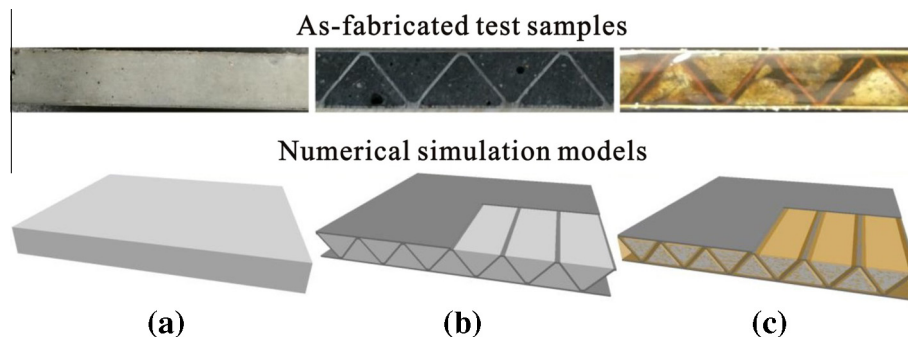 As-fabricated test samples
Numerical simulation models
(a) (b) (c)